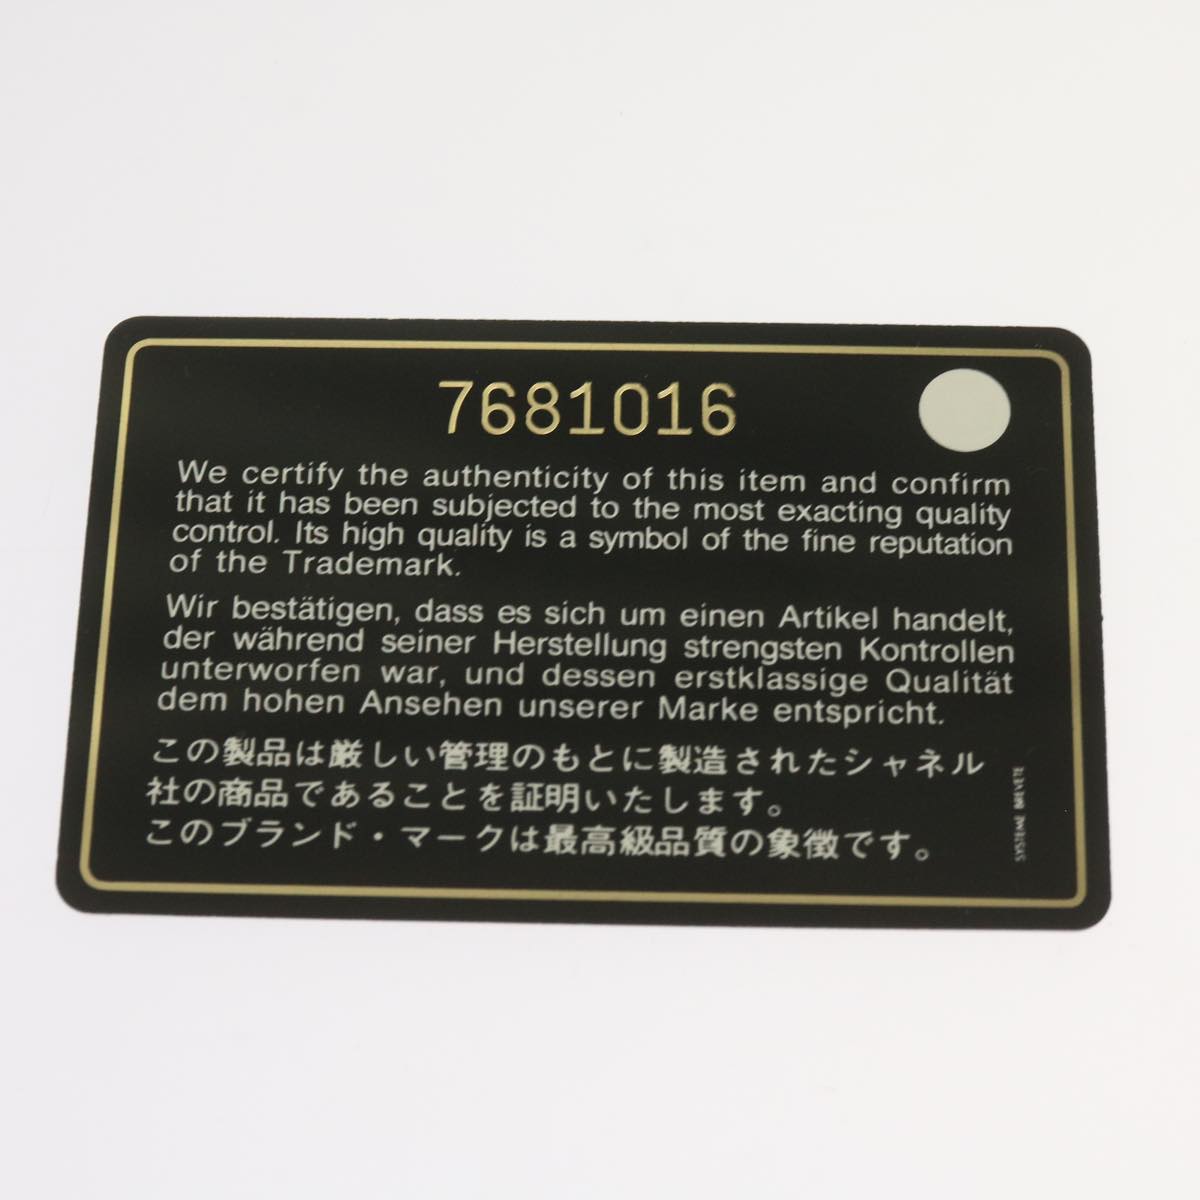 7681016
We certify the authenticity of this item and confirm
that it has been subjected to the most exacting quality
control. Its high quality is a symbol of the fine reputation
of the Trademark.
Wir bestätigen, dass es sich um einen Artikel handelt,
der während seiner Herstellung strengsten Kontrollen
unterworfen war, und dessen erstklassige Qualität
dem hohen Ansehen unserer Marke entspricht.
この製品は厳しい管理のもとに製造されたシャネル
社の商品であることを証明いたします。
このブランド・マークは最高級品質の象徴です。
SYSTEME BREVETE